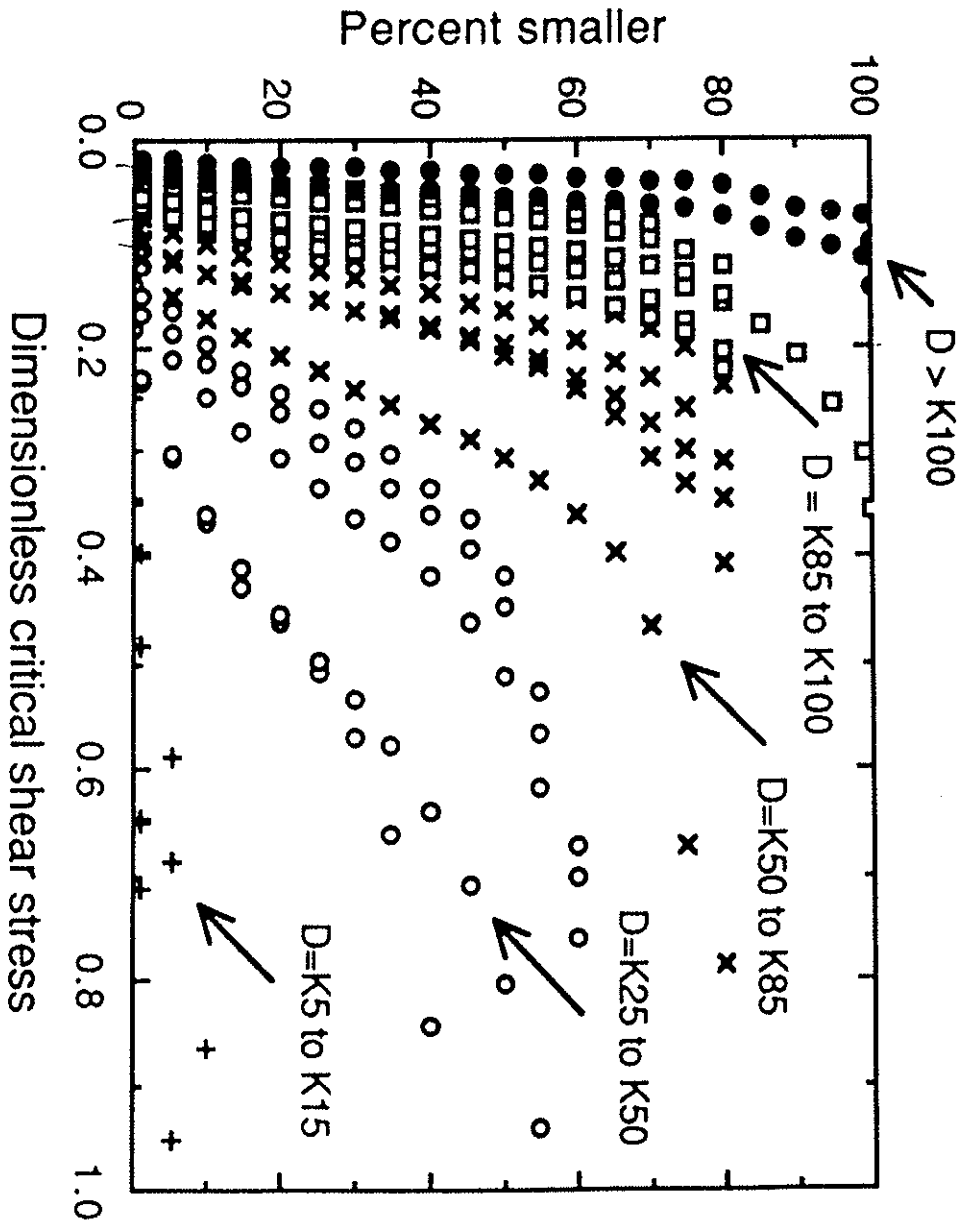 Percent smaller
100
80
60
40
20
0
0.0
0.2
0.4
0.6
0.8
1.0
Dimensionless critical shear stress
D > K100
D = K85 to K100
D=K50 to K85
D=K25 to K50
D=K5 to K15